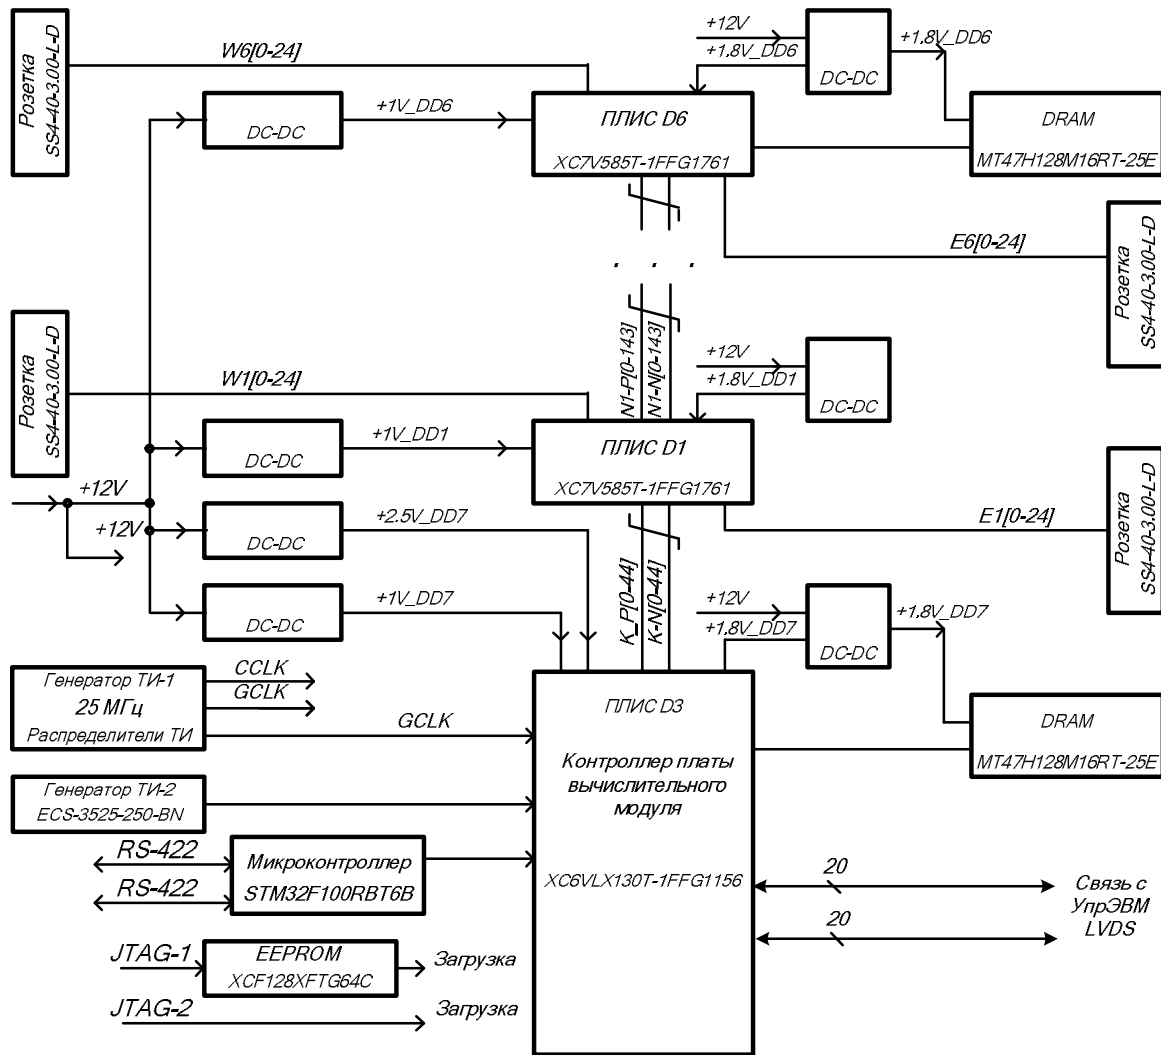 Розетка
SS4-40-3.00-L-D
W6[0-24]
DC-DC
+1V_DD6
ПЛИС D6
XC7V585T-1FFG1761
+12V
+1.8V_DD6
DC-DC
+1.8V_DD6
DRAM
MT47H128M16RT-25E
E6[0-24]
Розетка
SS4-40-3.00-L-D
. . .
N1-P[0-143]
N1-N[0-143]
Розетка
SS4-40-3.00-L-D
W1[0-24]
DC-DC
+1V_DD1
ПЛИС D1
XC7V585T-1FFG1761
+12V
+1.8V_DD1
DC-DC
E1[0-24]
Розетка
SS4-40-3.00-L-D
+12V
+12V
DC-DC
+2.5V_DD7
DC-DC
+1V_DD7
K_P[0-44]
K-N[0-44]
+12V
+1.8V_DD7
DC-DC
+1.8V_DD7
DRAM
MT47H128M16RT-25E
Генератор ТИ-1
25 МГц
Распределители ТИ
CCLK
GCLK
GCLK
Генератор ТИ-2
ECS-3525-250-BN
RS-422
RS-422
Микроконтроллер
STM32F100RBT6B
JTAG-1
EEPROM
XCF128XFTG64C
Загрузка
JTAG-2
Загрузка
ПЛИС D3
Контроллер платы
вычислительного
модуля
XC6VLX130T-1FFG1156
20
20
Связь с
УпрЭВМ
LVDS